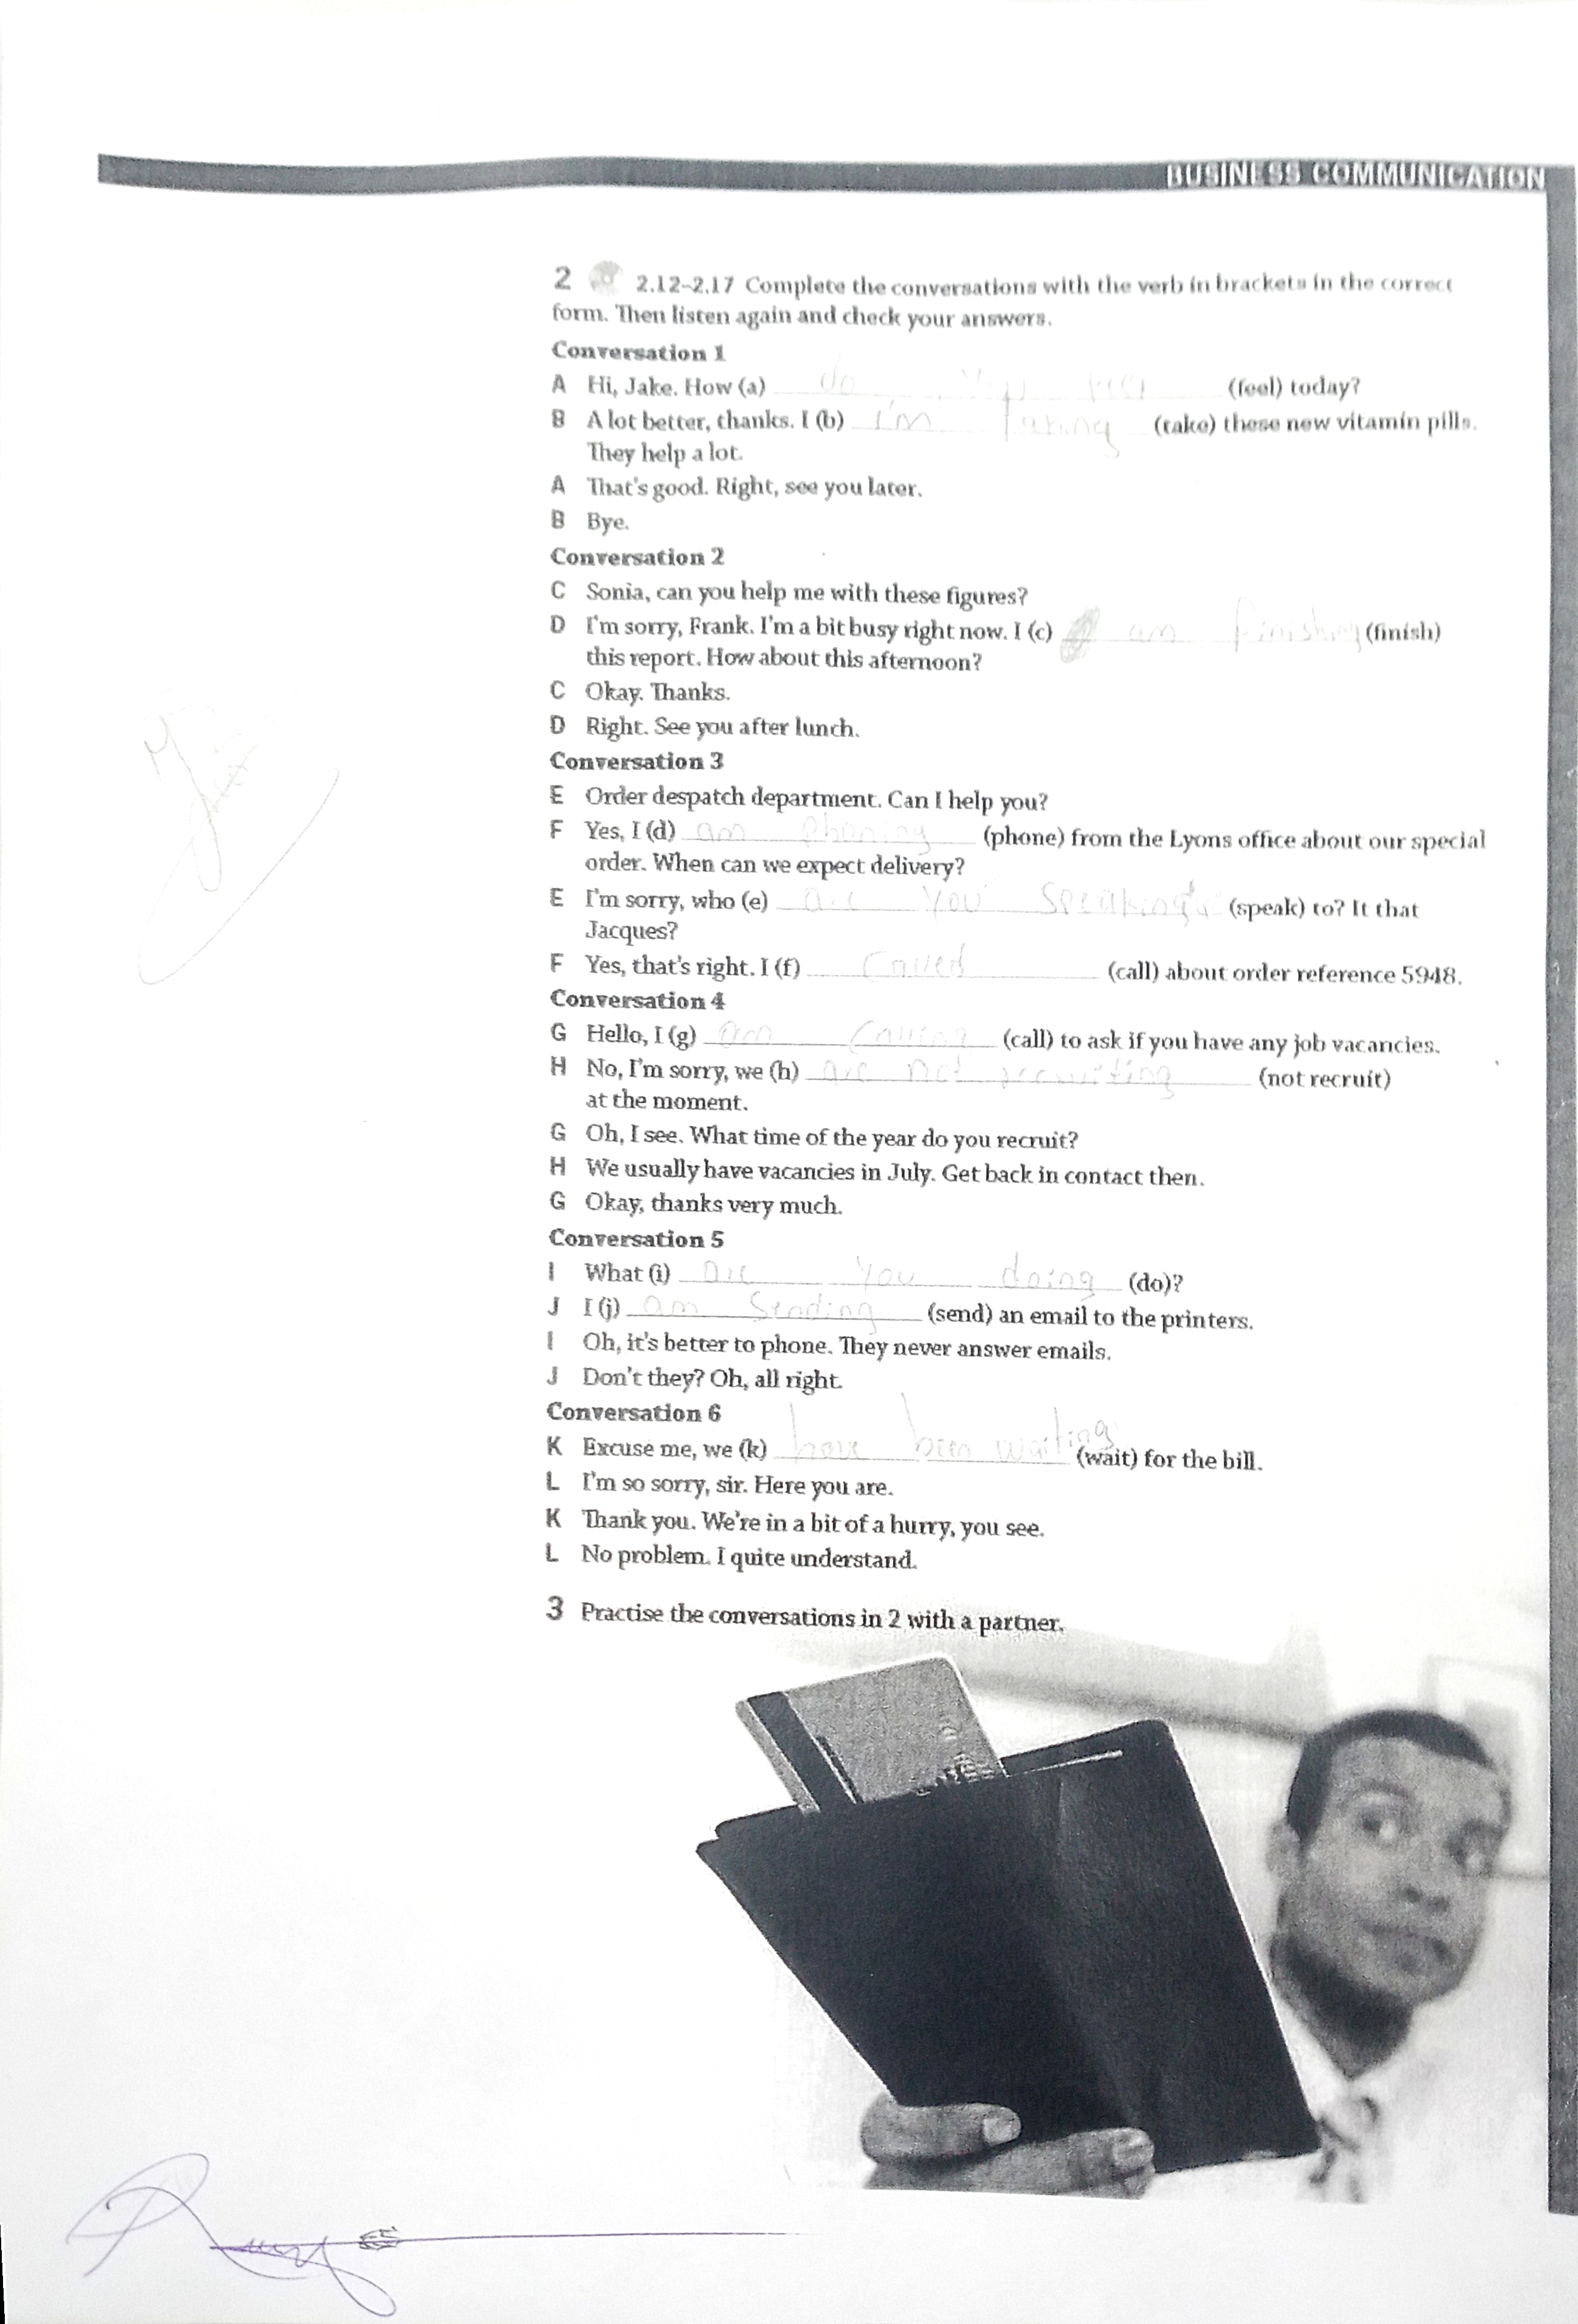 BUSINESS COMMUNICATION
2 2.12–2.17 Complete the conversations with the verb in brackets in the correct
form. Then listen again and check your answers.
Conversation 1
A Hi, Jake. How (a) do you feel (feel) today?
B A lot better, thanks. I (b) I'm taking (take) these new vitamin pills.
They help a lot.
A That's good. Right, see you later.
B Bye.
Conversation 2
C Sonia, can you help me with these figures?
D I'm sorry, Frank. I'm a bit busy right now. I (c) am finishing (finish)
this report. How about this afternoon?
C Okay. Thanks.
D Right. See you after lunch.
Conversation 3
E Order despatch department. Can I help you?
F Yes, I (d) am phoning (phone) from the Lyons office about our special
order. When can we expect delivery?
E I'm sorry, who (e) are you speaking (speak) to? It that
Jacques?
F Yes, that's right. I (f) called (call) about order reference 5948.
Conversation 4
G Hello, I (g) am calling (call) to ask if you have any job vacancies.
H No, I'm sorry, we (h) are not recruiting (not recruit)
at the moment.
G Oh, I see. What time of the year do you recruit?
H We usually have vacancies in July. Get back in contact then.
G Okay, thanks very much.
Conversation 5
I What (i) are you doing (do)?
J I (j) am sending (send) an email to the printers.
I Oh, it's better to phone. They never answer emails.
J Don't they? Oh, all right.
Conversation 6
K Excuse me, we (k) have been waiting (wait) for the bill.
L I'm so sorry, sir. Here you are.
K Thank you. We're in a bit of a hurry, you see.
L No problem. I quite understand.
3 Practise the conversations in 2 with a partner.